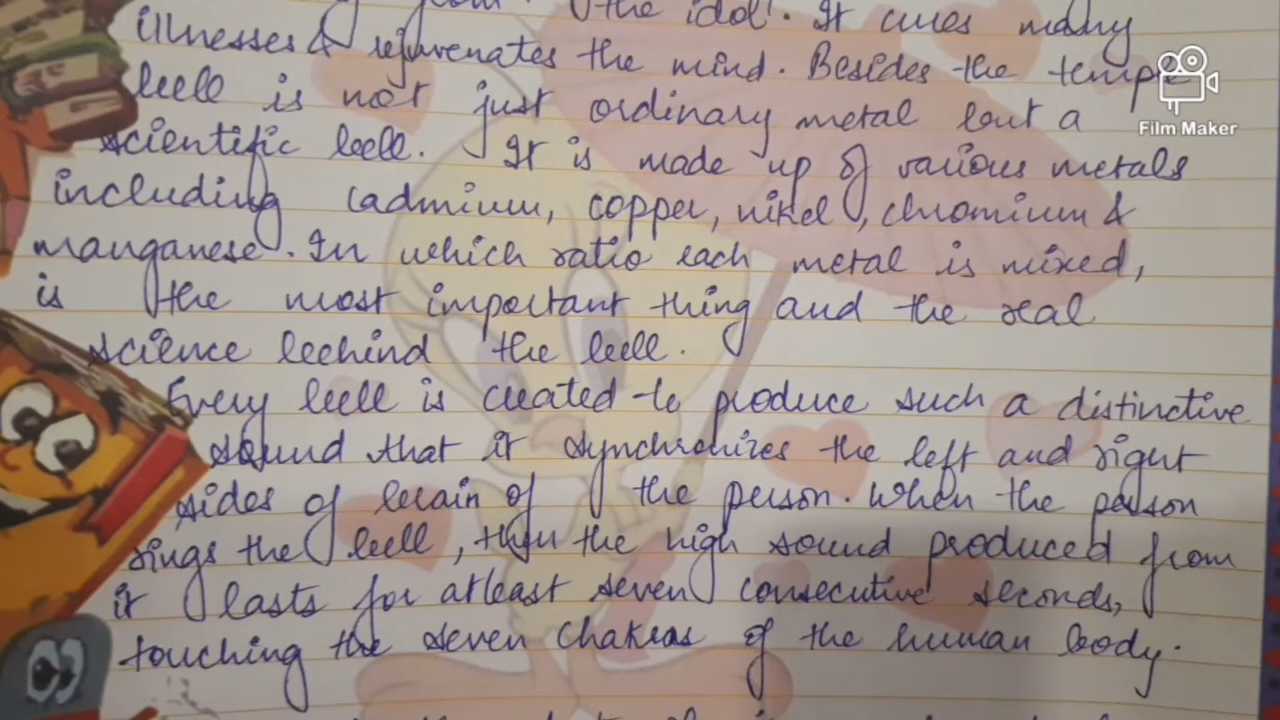 the idol. It cures many
illnesses & rejuvenates the mind. Besides the temple
bell is not just ordinary metal but a
scientific bell. It is made up of various metals
including cadmium, copper, nikel, chromium &
manganese. In which ratio each metal is mixed,
is the most important thing and the real
science behind the bell.
Every bell is created to produce such a distinctive
sound that it synchronizes the left and right
sides of brain of the person. When the person
rings the bell, then the high sound produced from
it lasts for atleast seven consecutive seconds,
touching the seven chakras of the human body.
Film Maker